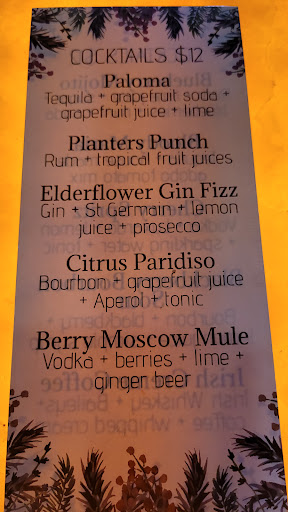 COCKTAILS $12
Paloma
Tequila + grapefruit soda +
grapefruit juice + lime
Planters Punch
Rum + tropical fruit juices
Elderflower Gin Fizz
Gin + St Germain + lemon
juice + prosecco
Citrus Paridiso
Bourbon + grapefruit juice
+ Aperol + tonic
Berry Moscow Mule
Vodka + berries + lime +
ginger beer